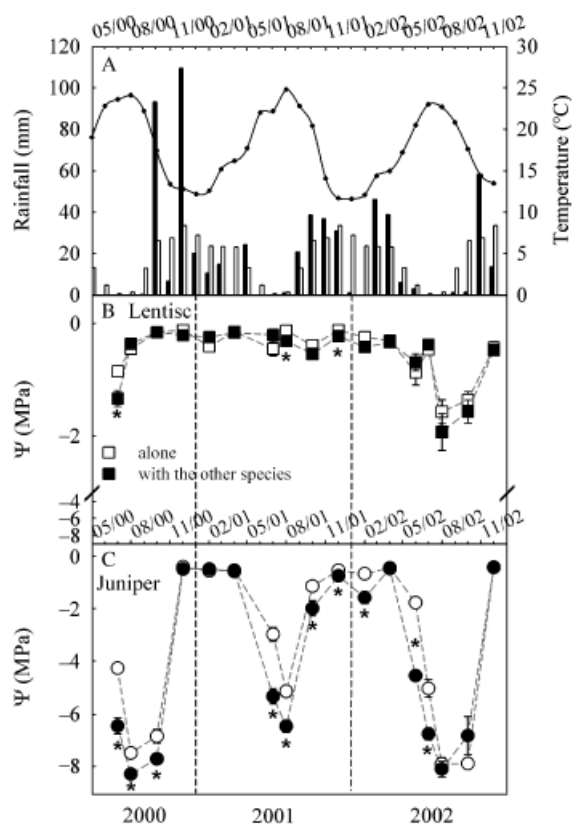 05/00 08/00 11/00 02/01 05/01 08/01 11/01 02/02 05/02 08/02 11/02
120 A 30
100 25
80 20
60 15
40 10
20 5
0 0
Rainfall (mm)
Temperature (°C)
0 B Lentisc
*
* *
Ψ (MPa)
−2
alone
with the other species
−4
−6
−8
05/00 08/00 11/00 02/01 05/01 08/01 11/01 02/02 05/02 08/02 11/02
0 C
Juniper
−2
−4
−6
−8
Ψ (MPa)
* * * * * * * * * *
2000 2001 2002